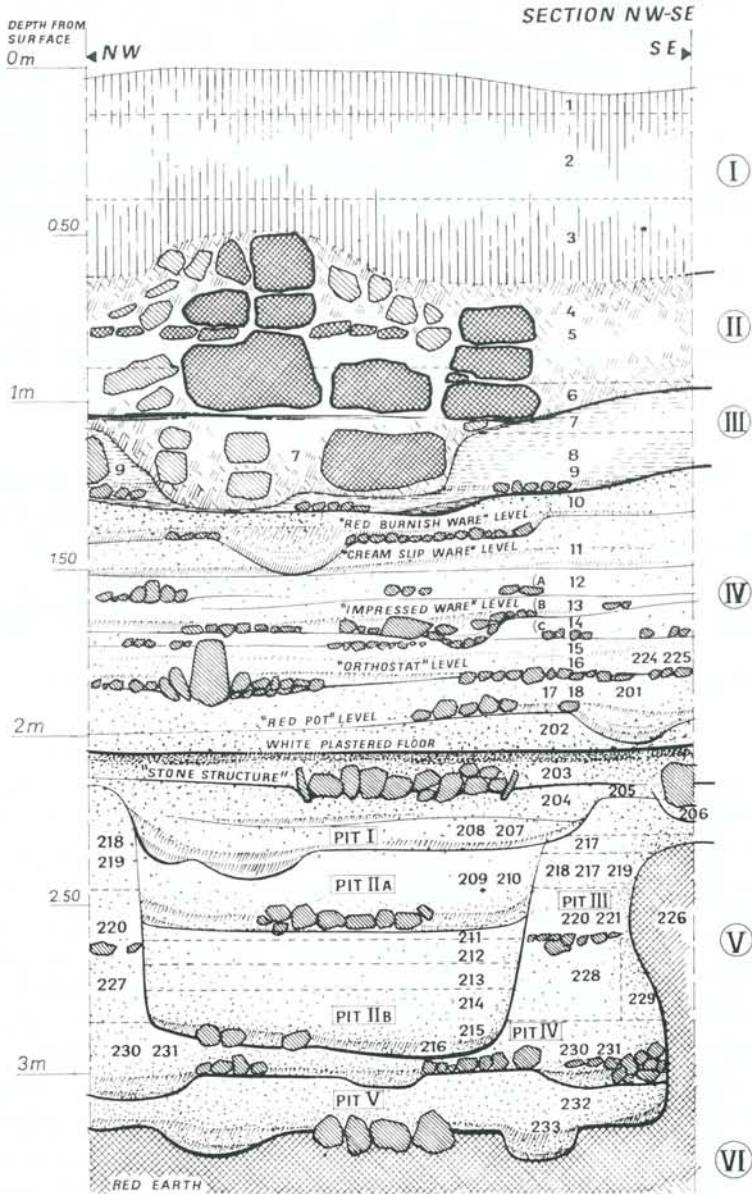 DEPTH FROM
SURFACE
SECTION NW-SE
NW
SE
0m
1
2
I
0.50
3
4
5
II
1m
6
7
III
7
8
9
9
10
"RED BURNISH WARE" LEVEL
"CREAM SLIP WARE" LEVEL
11
1.50
(A 12
IV
"IMPRESSED WARE" LEVEL
(B 13
(C 14
15
"ORTHOSTAT" LEVEL
16
224 225
17 18 201
"RED POT" LEVEL
202
2m
WHITE PLASTERED FLOOR
"STONE STRUCTURE"
203
204
205
206
PIT I
208 207
218
217
219
PIT IIA
209 210
218 217 219
2.50
PIT III
220
220 221
226
211
V
212
227
213
228
214
229
PIT IIB
215
216
PIT IV
230 231
230 231
3m
PIT V
232
233
VI
RED EARTH